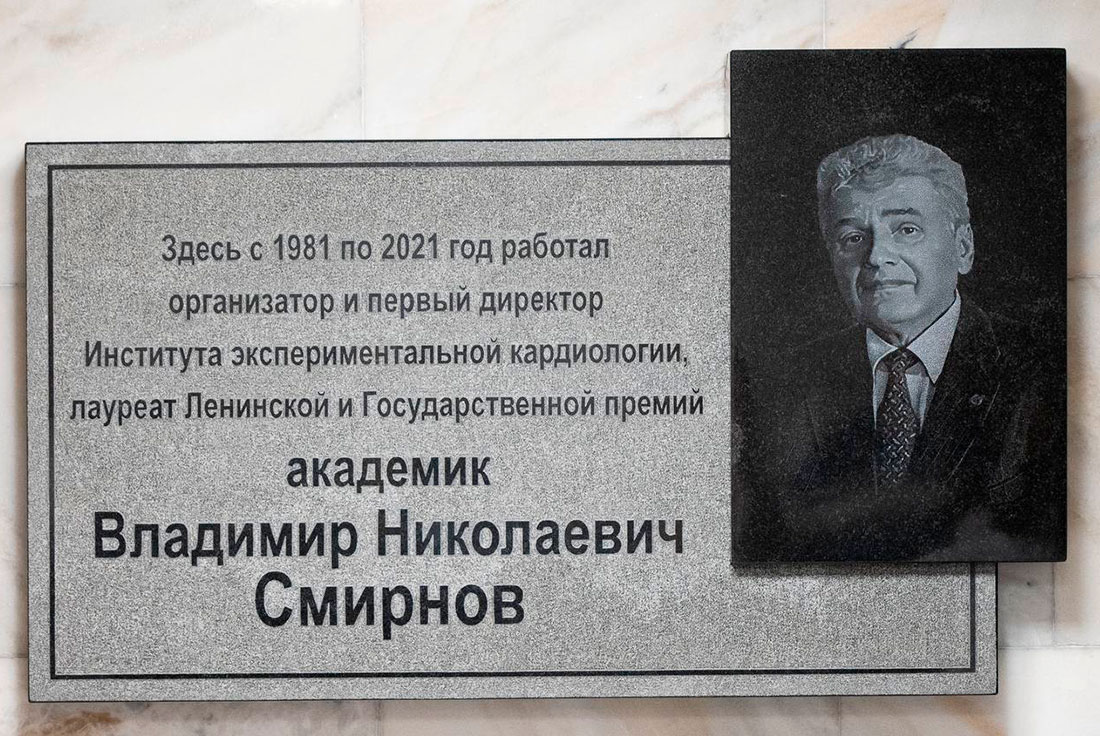 Здесь с 1981 по 2021 год работал
организатор и первый директор
Института экспериментальной кардиологии,
лауреат Ленинской и Государственной премий
академик
Владимир Николаевич
Смирнов